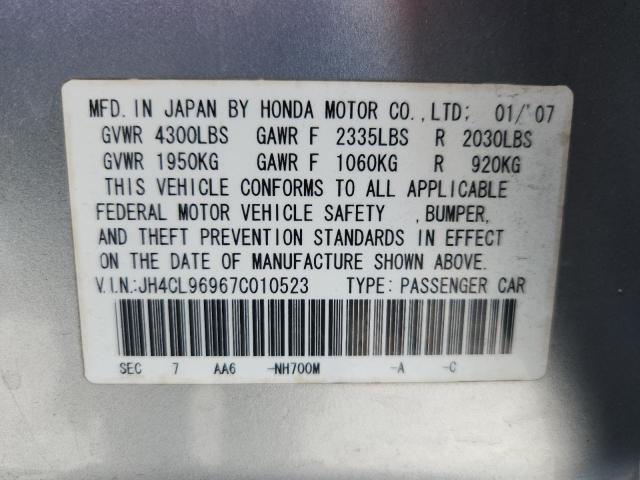 MFD. IN JAPAN BY HONDA MOTOR CO., LTD; 01/'07
GVWR 4300LBS GAWR F 2335LBS R 2030LBS
GVWR 1950KG GAWR F 1060KG R 920KG
THIS VEHICLE CONFORMS TO ALL APPLICABLE
FEDERAL MOTOR VEHICLE SAFETY , BUMPER,
AND THEFT PREVENTION STANDARDS IN EFFECT
ON THE DATE OF MANUFACTURE SHOWN ABOVE.
V.I.N.:JH4CL96967C010523 TYPE: PASSENGER CAR
SEC 7 AA6 -NH700M -A -C